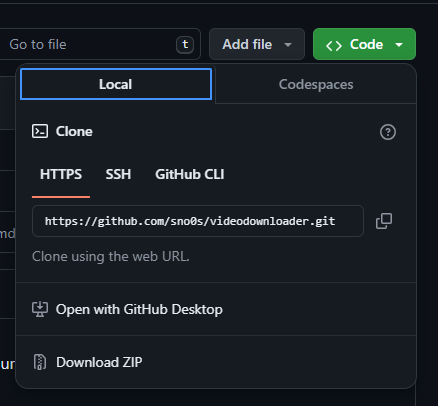 Go to file
t
Add file
Code
Local
Codespaces
Clone
HTTPS
SSH
GitHub CLI
https://github.com/sno0s/videodownloader.git
Clone using the web URL.
md
Open with GitHub Desktop
ur
Download ZIP